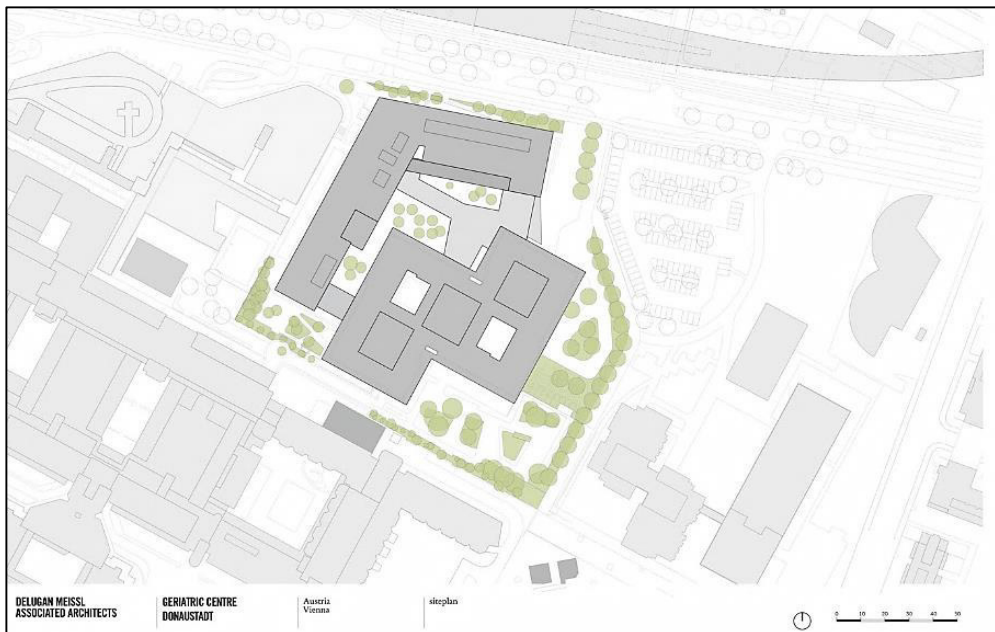 DELUGAN MEISSL
ASSOCIATED ARCHITECTS
GERIATRIC CENTRE
DONAUSTADT
Austria
Vienna
siteplan
0 10 20 30 40 50